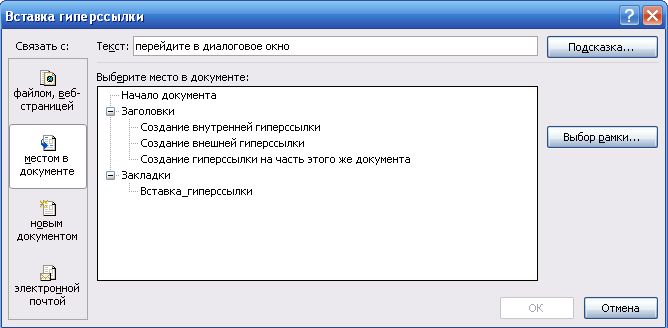 Вставка гиперссылки
Связать с:
Текст: перейдите в диалоговое окно
Подсказка...
Выберите место в документе:
файлом, веб-
страницей
местом в
документе
новым
документом
электронной
почтой
Начало документа
Заголовки
Создание внутренней гиперссылки
Создание внешней гиперссылки
Создание гиперссылки на часть этого же документа
Закладки
Вставка_гиперссылки
Выбор рамки...
ОК
Отмена